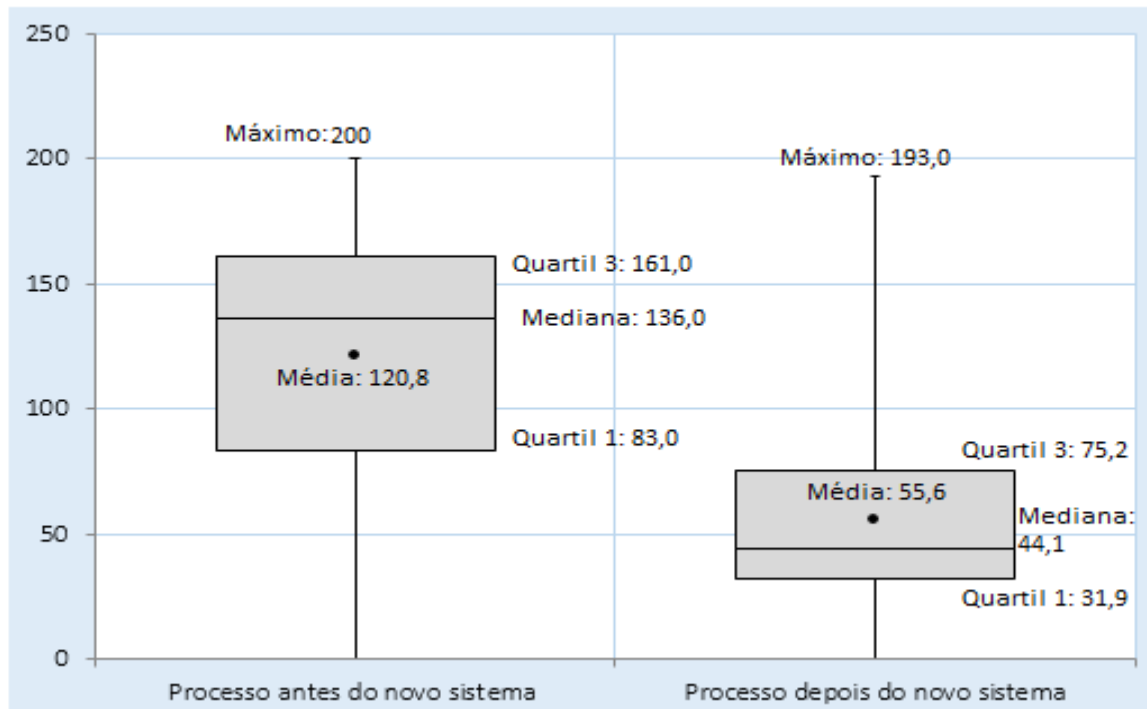 250
200
150
100
50
0
Máximo: 200
Quartil 3: 161,0
Mediana: 136,0
Média: 120,8
Quartil 1: 83,0
Máximo: 193,0
Quartil 3: 75,2
Média: 55,6
Mediana:
44,1
Quartil 1: 31,9
Processo antes do novo sistema
Processo depois do novo sistema